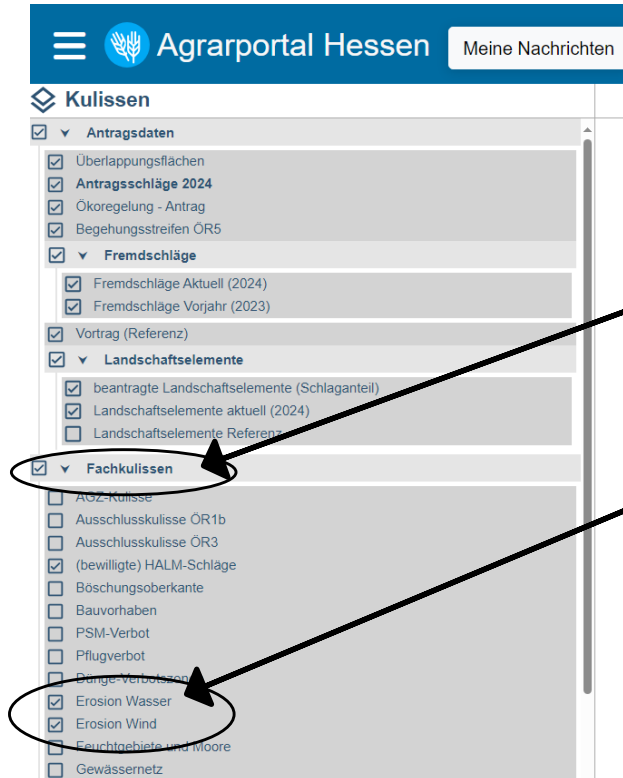 Agrarportal Hessen
Meine Nachrichten
Kulissen
Antragsdaten
Überlappungsflächen
Antragsschläge 2024
Ökoregelung - Antrag
Begehungsstreifen ÖR5
Fremdschläge
Fremdschläge Aktuell (2024)
Fremdschläge Vorjahr (2023)
Vortrag (Referenz)
Landschaftselemente
beantragte Landschaftselemente (Schlaganteil)
Landschaftselemente aktuell (2024)
Landschaftselemente Referenz
Fachkulissen
AGZ-Kulisse
Ausschlusskulisse ÖR1b
Ausschlusskulisse ÖR3
(bewilligte) HALM-Schläge
Böschungsoberkante
Bauvorhaben
PSM-Verbot
Pflugverbot
Dünge-Verbotszone
Erosion Wasser
Erosion Wind
Feuchtgebiete und Moore
Gewässernetz